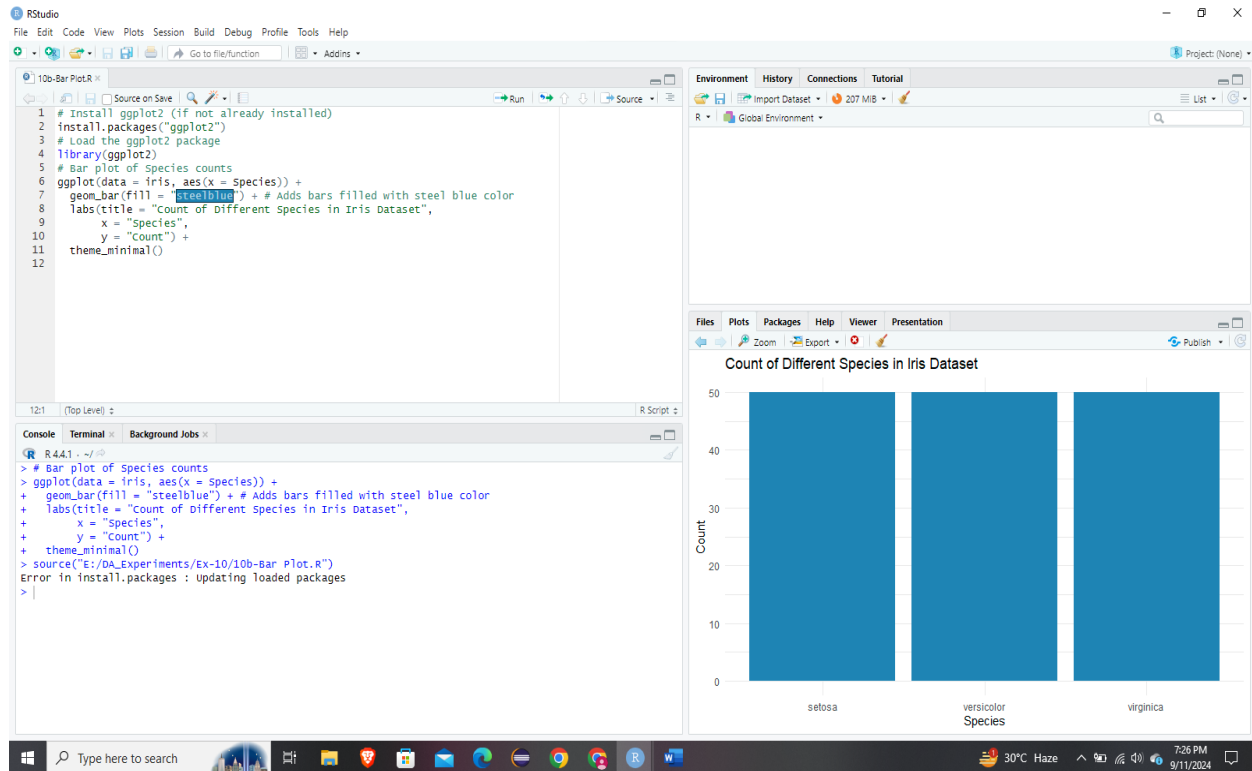 RStudio
File Edit Code View Plots Session Build Debug Profile Tools Help
Go to file/function Addins Project: (None)
10b-Bar Plot.R
Source on Save Run Source
1 # Install ggplot2 (if not already installed)
2 install.packages("ggplot2")
3 # Load the ggplot2 package
4 library(ggplot2)
5 # Bar plot of Species counts
6 ggplot(data = iris, aes(x = Species)) +
7   geom_bar(fill = "steelblue") + # Adds bars filled with steel blue color
8   labs(title = "Count of Different Species in Iris Dataset",
9        x = "Species",
10        y = "Count") +
11   theme_minimal()
12
12:1 (Top Level) R Script
Console Terminal Background Jobs
R R 4.4.1 · ~/
> # Bar plot of Species counts
> ggplot(data = iris, aes(x = Species)) +
+   geom_bar(fill = "steelblue") + # Adds bars filled with steel blue color
+   labs(title = "Count of Different Species in Iris Dataset",
+        x = "Species",
+        y = "Count") +
+   theme_minimal()
> source("E:/DA_Experiments/Ex-10/10b-Bar Plot.R")
Error in install.packages : Updating loaded packages
>
Environment History Connections Tutorial
Import Dataset 207 MiB List
R Global Environment
Files Plots Packages Help Viewer Presentation
Zoom Export Publish
Count of Different Species in Iris Dataset
50
40
30
20
10
0
Count
setosa versicolor virginica
Species
Type here to search
R
W
30°C Haze
7:26 PM
9/11/2024